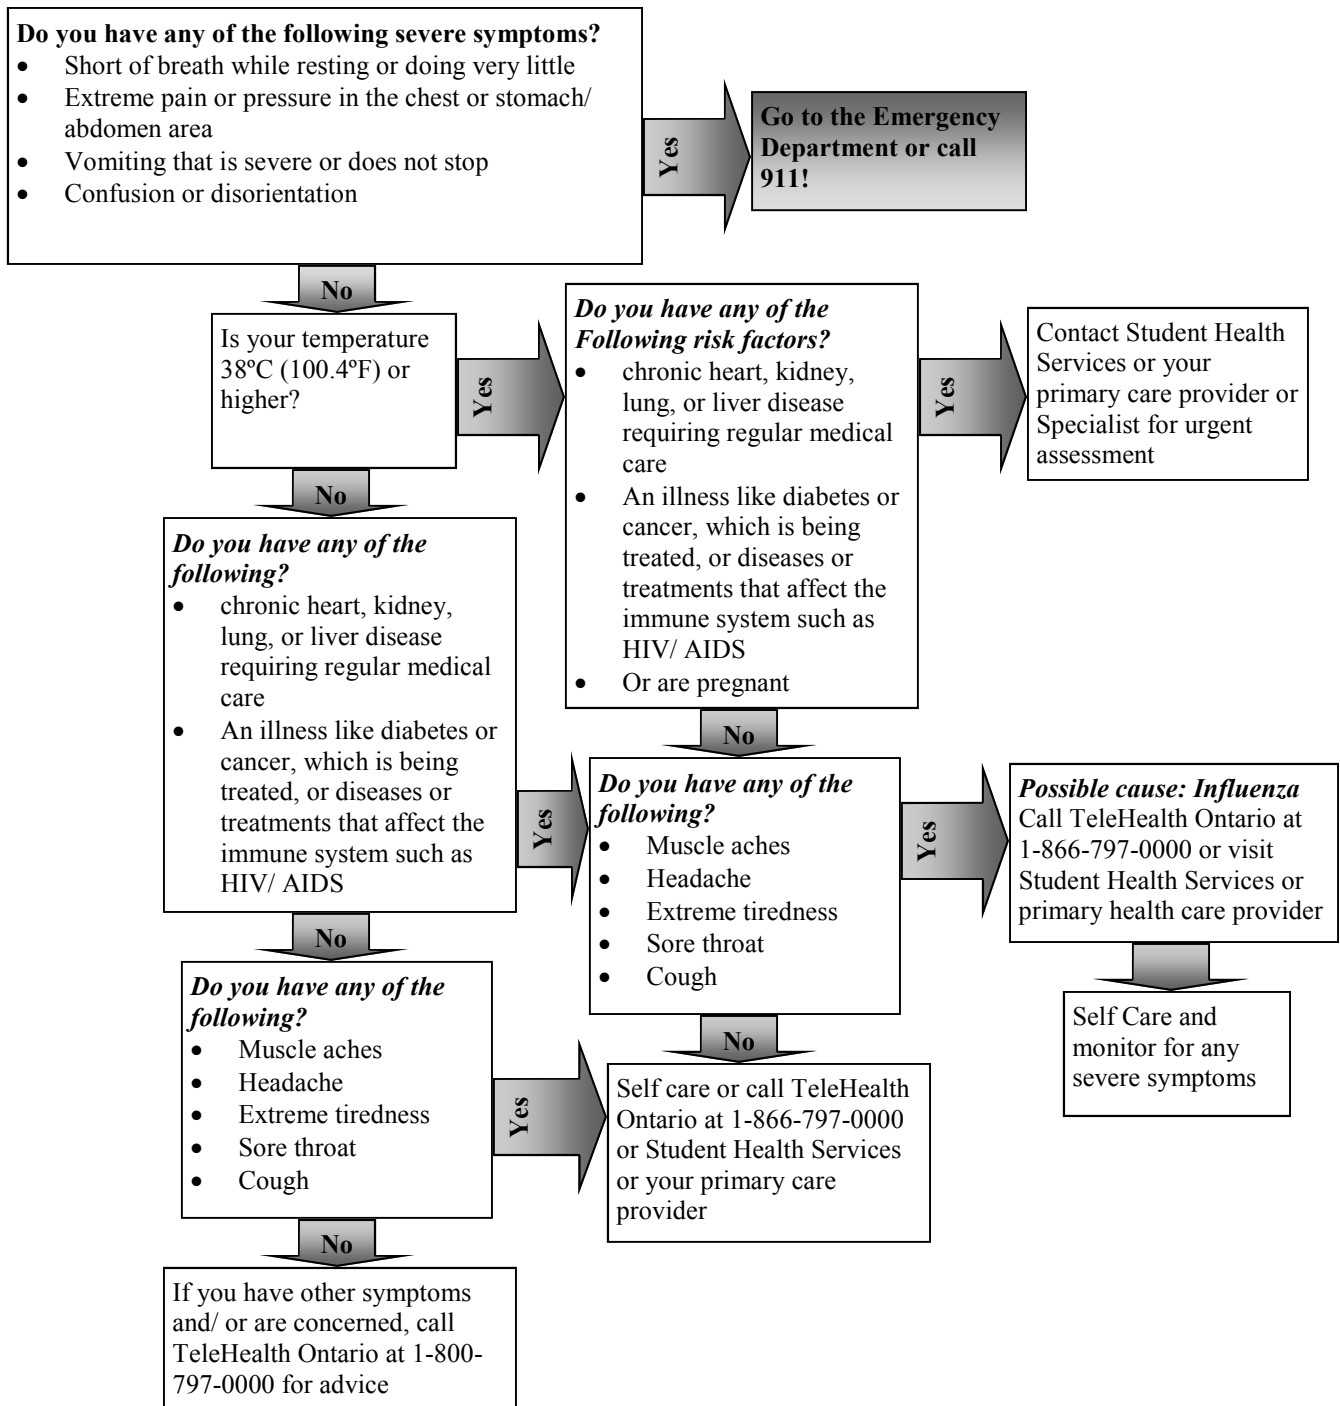 Do you have any of the following severe symptoms?
• Short of breath while resting or doing very little
• Extreme pain or pressure in the chest or stomach/
abdomen area
• Vomiting that is severe or does not stop
• Confusion or disorientation
Yes
Go to the Emergency
Department or call
911!
No
Is your temperature
38ºC (100.4ºF) or
higher?
Yes
Do you have any of the
Following risk factors?
• chronic heart, kidney,
lung, or liver disease
requiring regular medical
care
• An illness like diabetes or
cancer, which is being
treated, or diseases or
treatments that affect the
immune system such as
HIV/ AIDS
• Or are pregnant
Yes
Contact Student Health
Services or your
primary care provider or
Specialist for urgent
assessment
No
Do you have any of the
following?
• chronic heart, kidney,
lung, or liver disease
requiring regular medical
care
• An illness like diabetes or
cancer, which is being
treated, or diseases or
treatments that affect the
immune system such as
HIV/ AIDS
Yes
No
Do you have any of the
following?
• Muscle aches
• Headache
• Extreme tiredness
• Sore throat
• Cough
Yes
Possible cause: Influenza
Call TeleHealth Ontario at
1-866-797-0000 or visit
Student Health Services or
primary health care provider
Self Care and
monitor for any
severe symptoms
No
Do you have any of the
following?
• Muscle aches
• Headache
• Extreme tiredness
• Sore throat
• Cough
Yes
No
Self care or call TeleHealth
Ontario at 1-866-797-0000
or Student Health Services
or your primary care
provider
No
If you have other symptoms
and/ or are concerned, call
TeleHealth Ontario at 1-800-
797-0000 for advice